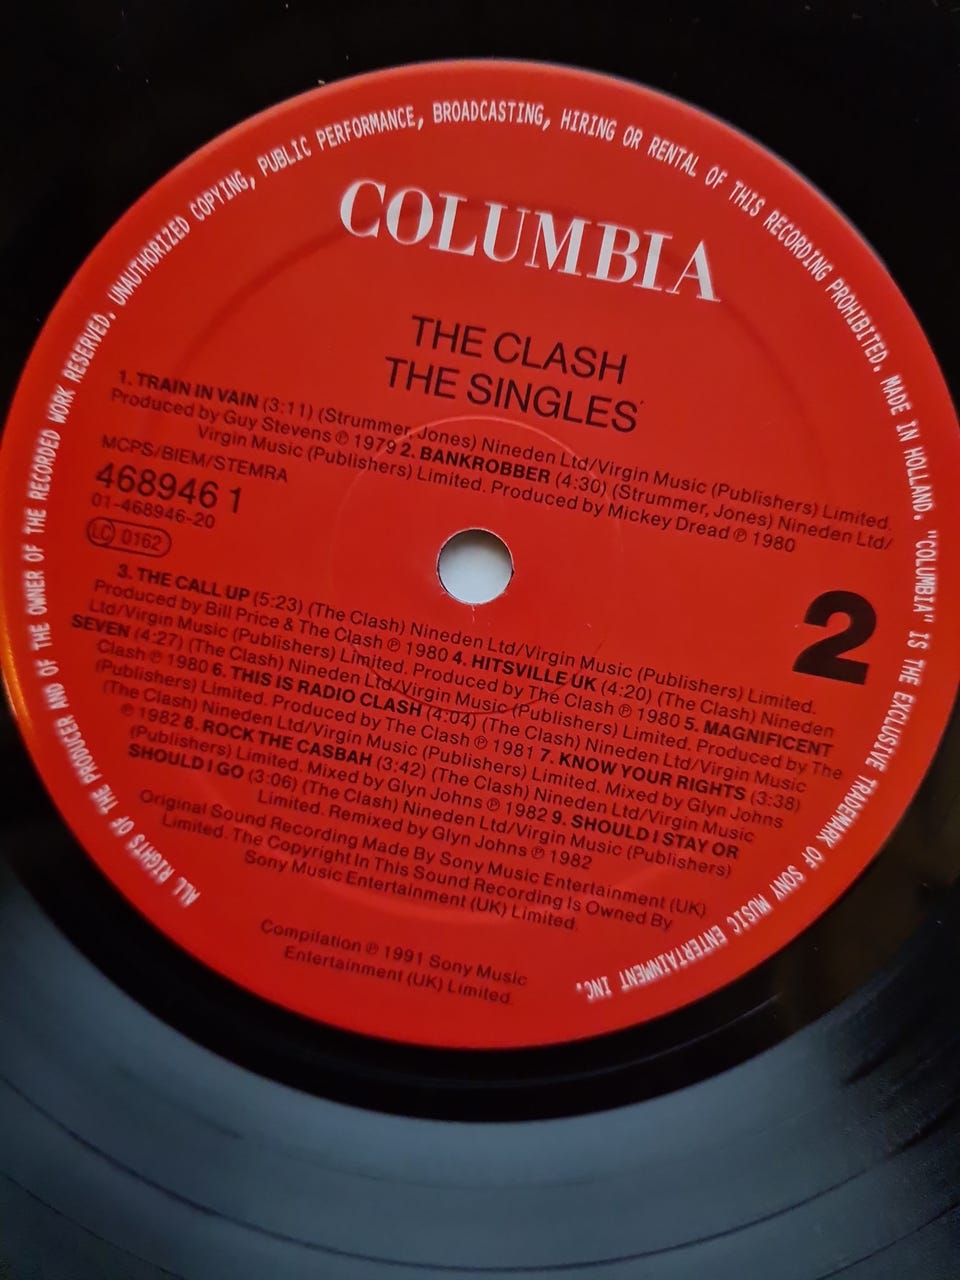 COLUMBIA
THE CLASH
THE SINGLES
1. TRAIN IN VAIN (3:11) (Strummer, Jones) Nineden Ltd/Virgin Music (Publishers) Limited.
Produced by Guy Stevens ℗ 1979 2. BANKROBBER (4:30) (Strummer, Jones) Nineden Ltd/
Virgin Music (Publishers) Limited. Produced by Mickey Dread ℗ 1980
MCPS/BIEM/STEMRA
468946 1
01-468946-20
LC 0162
2
3. THE CALL UP (5:23) (The Clash) Nineden Ltd/Virgin Music (Publishers) Limited.
Produced by Bill Price & The Clash ℗ 1980 4. HITSVILLE UK (4:20) (The Clash) Nineden
Ltd/Virgin Music (Publishers) Limited. Produced by The Clash ℗ 1980 5. MAGNIFICENT
SEVEN (4:27) (The Clash) Nineden Ltd/Virgin Music (Publishers) Limited. Produced by The
Clash ℗ 1980 6. THIS IS RADIO CLASH (4:04) (The Clash) Nineden Ltd/Virgin Music
(Publishers) Limited. Produced by The Clash ℗ 1981 7. KNOW YOUR RIGHTS (3:38)
(The Clash) Nineden Ltd/Virgin Music (Publishers) Limited. Mixed by Glyn Johns
℗ 1982 8. ROCK THE CASBAH (3:42) (The Clash) Nineden Ltd/Virgin Music
(Publishers) Limited. Mixed by Glyn Johns ℗ 1982 9. SHOULD I STAY OR
SHOULD I GO (3:06) (The Clash) Nineden Ltd/Virgin Music (Publishers)
Limited. Remixed by Glyn Johns ℗ 1982
Original Sound Recording Made By Sony Music Entertainment (UK)
Limited. The Copyright In This Sound Recording Is Owned By
Sony Music Entertainment (UK) Limited.
Compilation ℗ 1991 Sony Music
Entertainment (UK) Limited.
ALL RIGHTS OF THE PRODUCER AND OF THE OWNER OF THE RECORDED WORK RESERVED. UNAUTHORIZED COPYING, PUBLIC PERFORMANCE, BROADCASTING, HIRING OR RENTAL OF THIS RECORDING PROHIBITED. MADE IN HOLLAND. "COLUMBIA" IS THE EXCLUSIVE TRADEMARK OF SONY MUSIC ENTERTAINMENT INC.